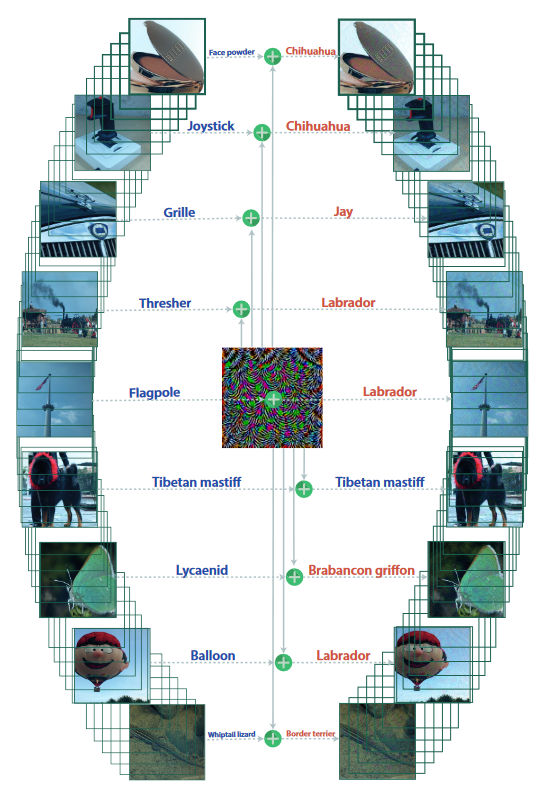 Face powder Chihuahua
Joystick Chihuahua
Grille Jay
Thresher Labrador
Flagpole Labrador
Tibetan mastiff Tibetan mastiff
Lycaenid Brabancon griffon
Balloon Labrador
Whiptail lizard Border terrier